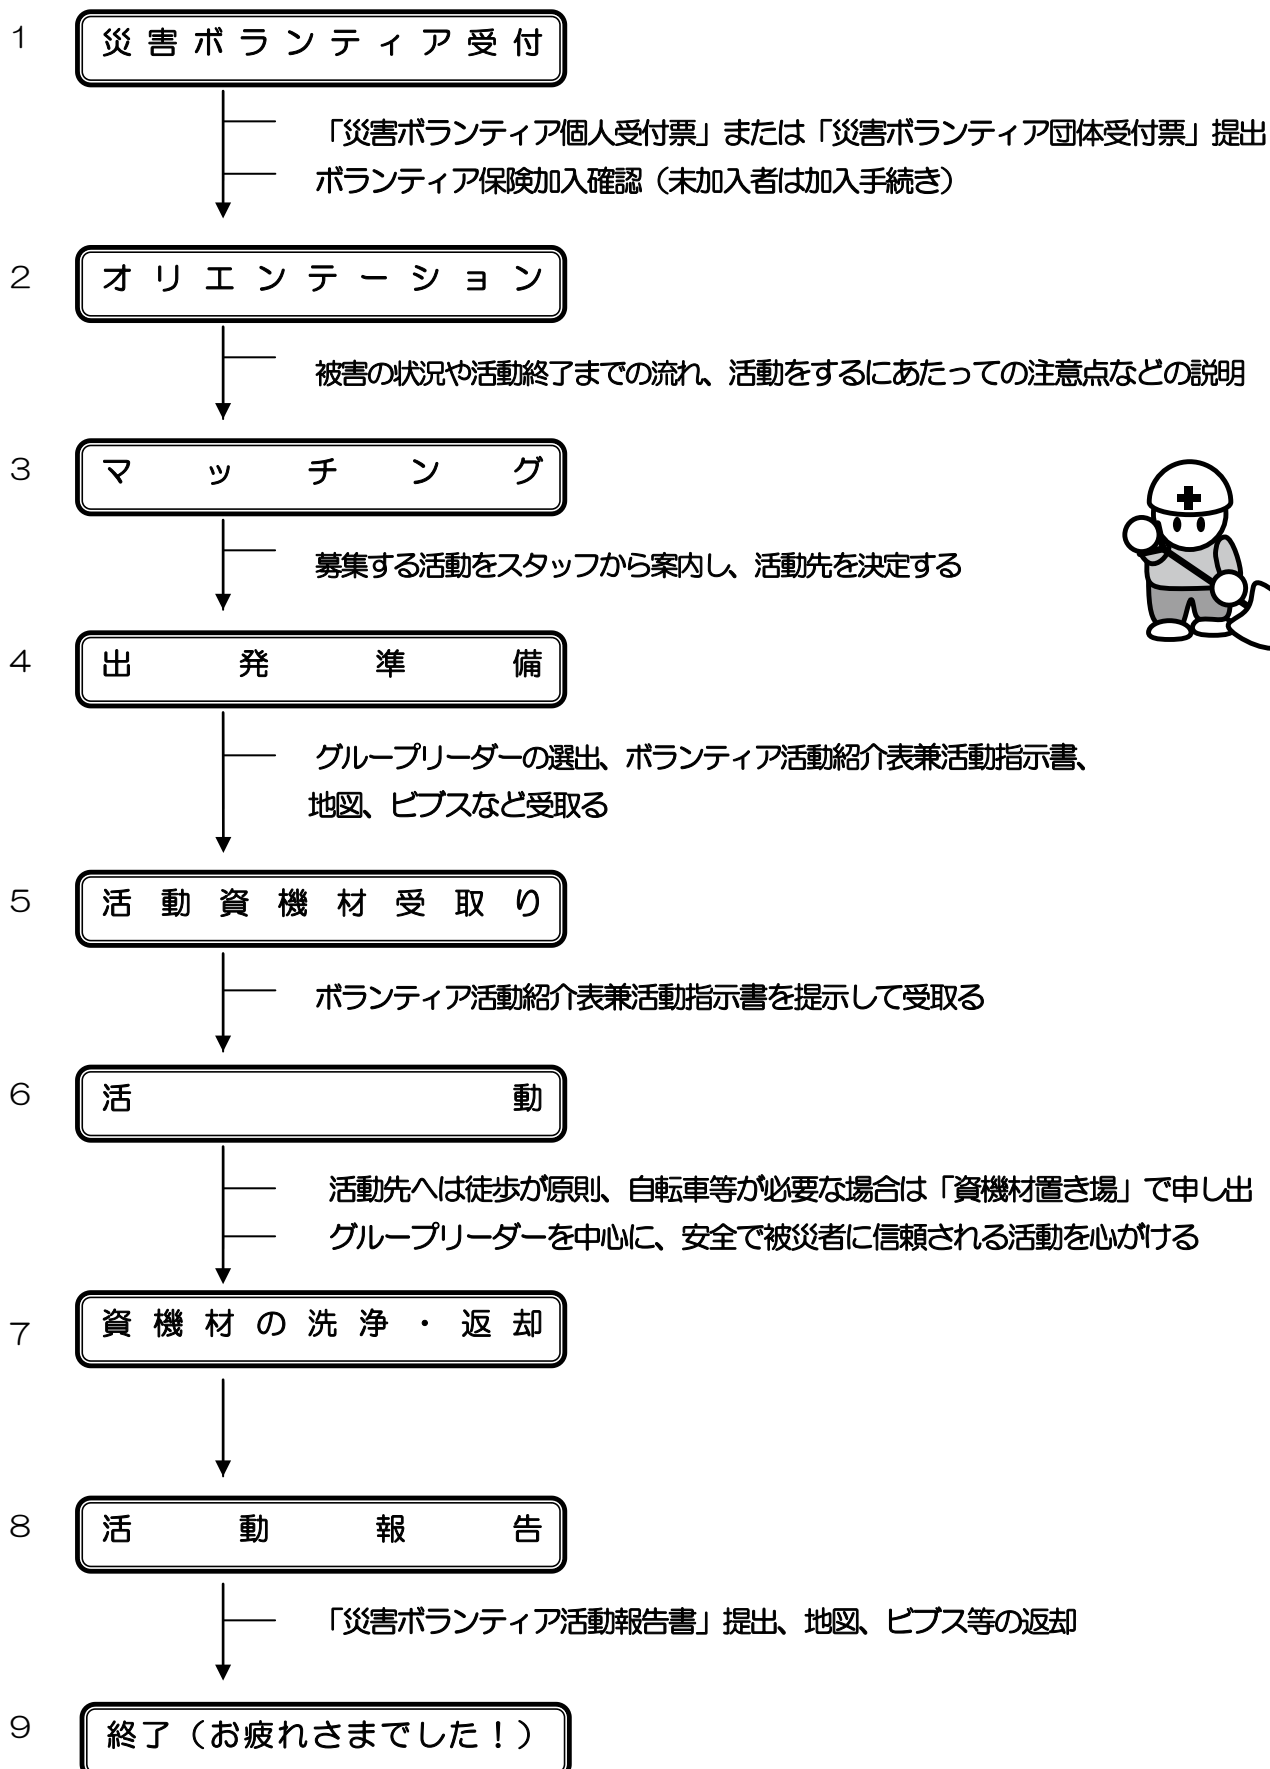 1 災害ボランティア受付
「災害ボランティア個人受付票」または「災害ボランティア団体受付票」提出
ボランティア保険加入確認（未加入者は加入手続き）
2 オリエンテーション
被害の状況や活動終了までの流れ、活動をするにあたっての注意点などの説明
3 マッチング
募集する活動をスタッフから案内し、活動先を決定する
4 出発準備
グループリーダーの選出、ボランティア活動紹介表兼活動指示書、
地図、ビブスなど受取る
5 活動資機材受取り
ボランティア活動紹介表兼活動指示書を提示して受取る
6 活動
活動先へは徒歩が原則、自転車等が必要な場合は「資機材置き場」で申し出
グループリーダーを中心に、安全で被災者に信頼される活動を心がける
7 資機材の洗浄・返却
8 活動報告
「災害ボランティア活動報告書」提出、地図、ビブス等の返却
9 終了（お疲れさまでした！）